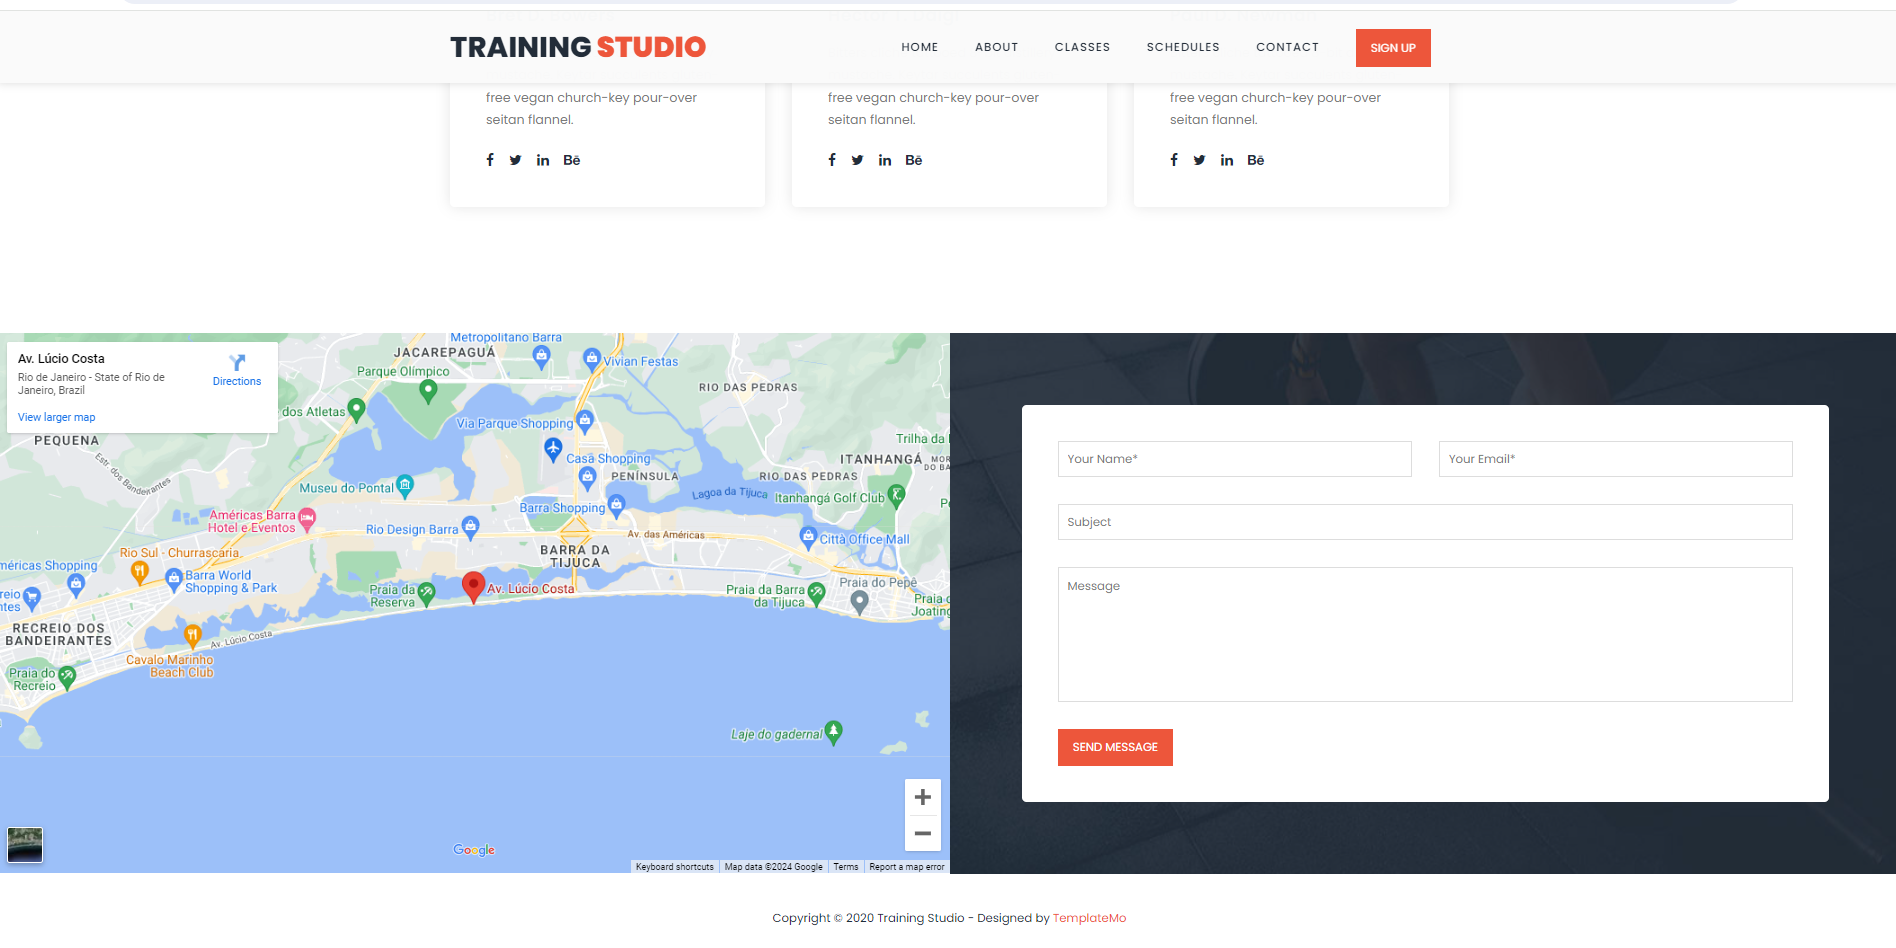 TRAINING STUDIO
HOME ABOUT CLASSES SCHEDULES CONTACT SIGN UP
free vegan church-key pour-over
seitan flannel.
free vegan church-key pour-over
seitan flannel.
free vegan church-key pour-over
seitan flannel.
Bē
Bē
Bē
Av. Lúcio Costa
Rio de Janeiro - State of Rio de
Janeiro, Brazil
Directions
View larger map
Metropolitano Barra
JACAREPAGUÁ
Vivian Festas
Parque Olímpico
RIO DAS PEDRAS
dos Atletas
Via Parque Shopping
PEQUENA
Trilha da
Estr. dos Bandeirantes
Casa Shopping
ITANHANGÁ
PENÍNSULA
RIO DAS PEDRAS
Museu do Pontal
Lagoa da Tijuca
Itanhangá Golf Club
Barra Shopping
Américas Barra
Hotel e Eventos
Rio Design Barra
Av. das Américas
Città Office Mall
BARRA DA
TIJUCA
Rio Sul - Churrascaria
méricas Shopping
Barra World
Shopping & Park
Praia da
Reserva
Av. Lúcio Costa
Praia da Barra
da Tijuca
Praia do Pepê
Praia d
Joating
RECREIO DOS
BANDEIRANTES
Av. Lúcio Costa
Cavalo Marinho
Beach Club
Praia do
Recreio
Laje do gadernal
Google
Keyboard shortcuts Map data ©2024 Google Terms Report a map error
Your Name*
Your Email*
Subject
Message
SEND MESSAGE
Copyright © 2020 Training Studio - Designed by TemplateMo